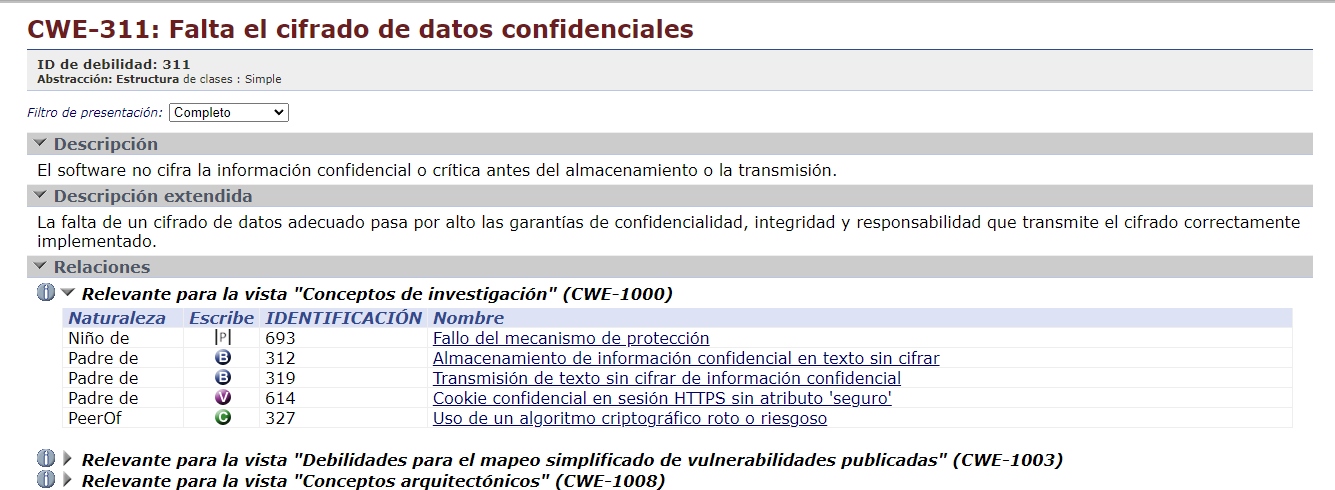 CWE-311: Falta el cifrado de datos confidenciales
ID de debilidad: 311
Abstracción: Estructura de clases : Simple
Filtro de presentación: Completo
Descripción
El software no cifra la información confidencial o crítica antes del almacenamiento o la transmisión.
Descripción extendida
La falta de un cifrado de datos adecuado pasa por alto las garantías de confidencialidad, integridad y responsabilidad que transmite el cifrado correctamente
implementado.
Relaciones
Relevante para la vista "Conceptos de investigación" (CWE-1000)
Naturaleza Escribe IDENTIFICACIÓN Nombre
Niño de P 693 Fallo del mecanismo de protección
Padre de B 312 Almacenamiento de información confidencial en texto sin cifrar
Padre de B 319 Transmisión de texto sin cifrar de información confidencial
Padre de V 614 Cookie confidencial en sesión HTTPS sin atributo 'seguro'
PeerOf C 327 Uso de un algoritmo criptográfico roto o riesgoso
Relevante para la vista "Debilidades para el mapeo simplificado de vulnerabilidades publicadas" (CWE-1003)
Relevante para la vista "Conceptos arquitectónicos" (CWE-1008)